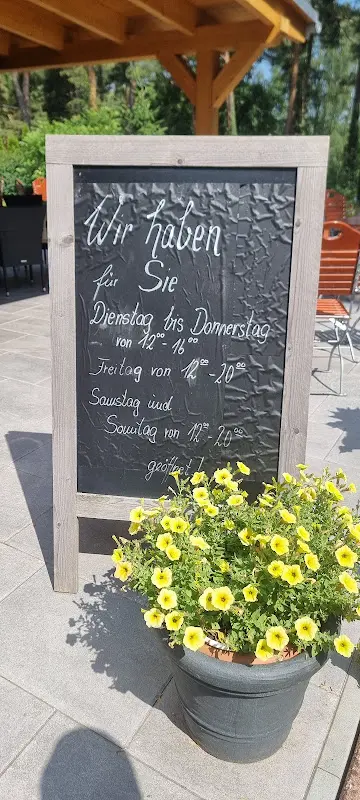 Wir haben
für Sie
Dienstag bis Donnerstag
von 12⁰⁰-16⁰⁰
Freitag von 12⁰⁰-20⁰⁰
Samstag und
Sonntag von 12⁰⁰-20⁰⁰
geöffnet!